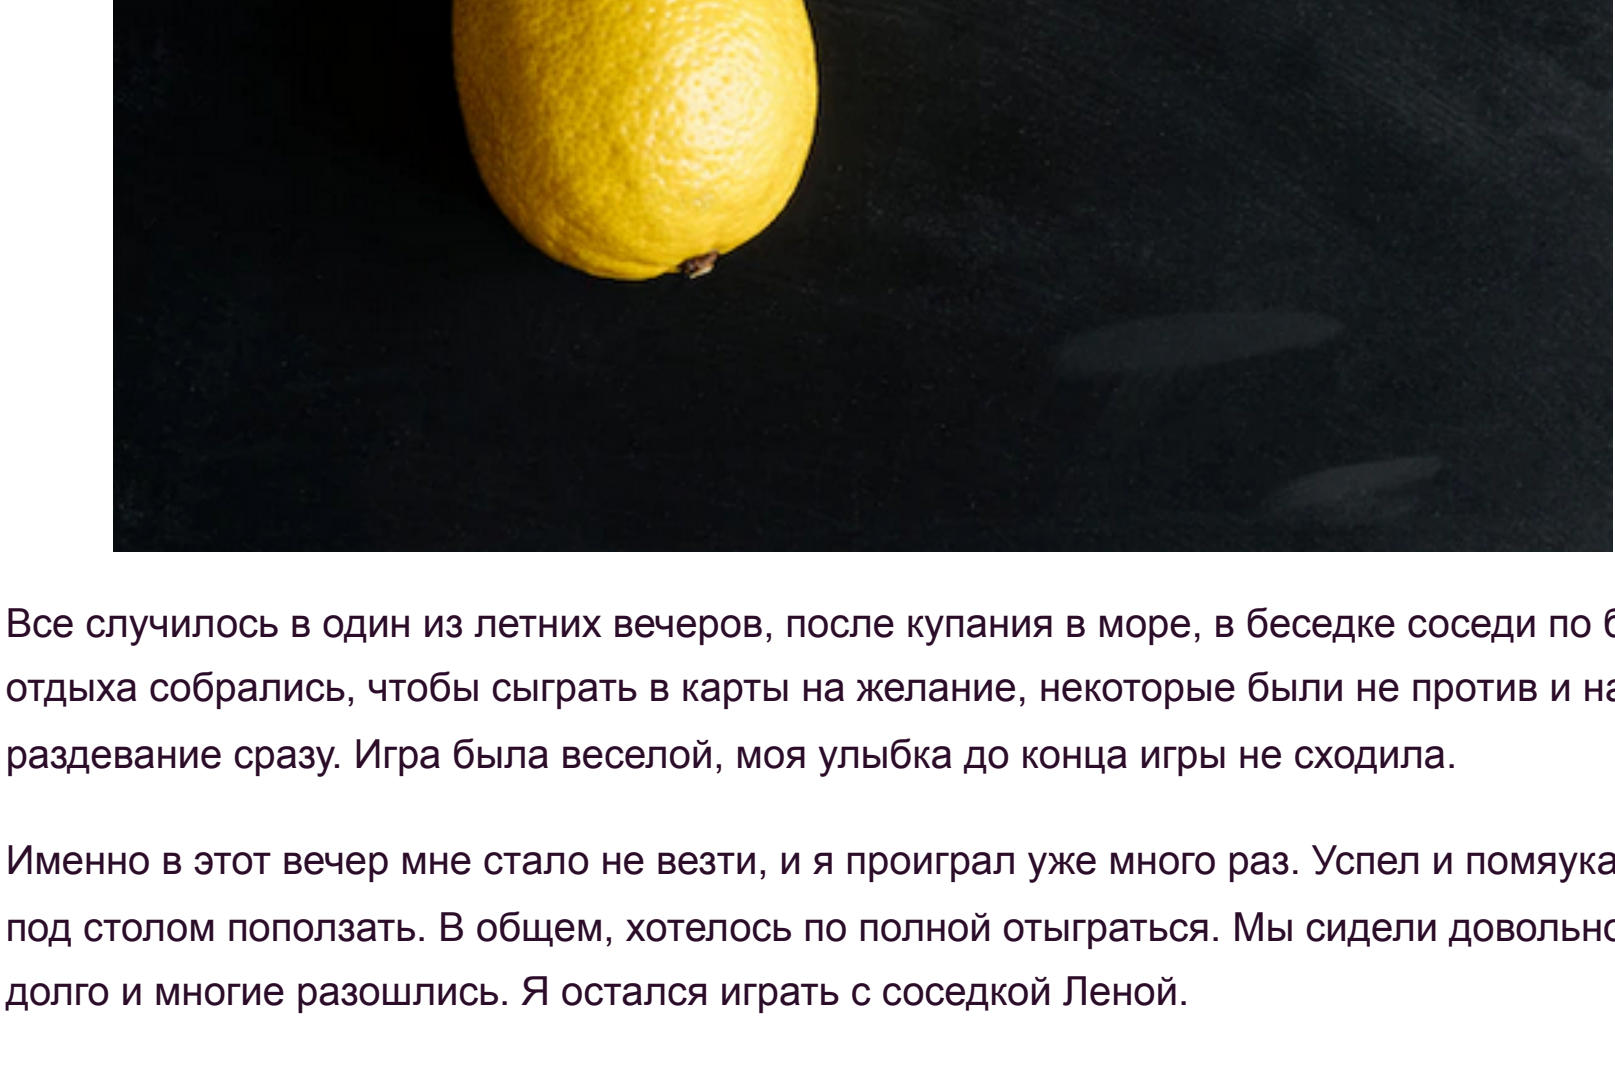 Все случилось в один из летних вечеров, после купания в море, в беседке соседи по
отдыха собрались, чтобы сыграть в карты на желание, некоторые были не против и на
раздевание сразу. Игра была веселой, моя улыбка до конца игры не сходила.
Именно в этот вечер мне стало не везти, и я проиграл уже много раз. Успел и помяука
под столом поползать. В общем, хотелось по полной отыграться. Мы сидели довольно
долго и многие разошлись. Я остался играть с соседкой Леной.